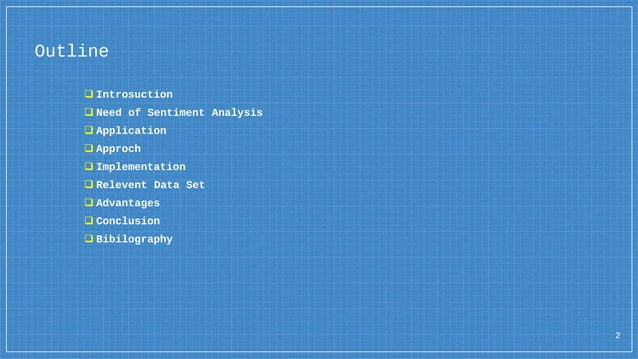 Outline
Introsuction
Need of Sentiment Analysis
Application
Approch
Implementation
Relevent Data Set
Advantages
Conclusion
Bibilography
2